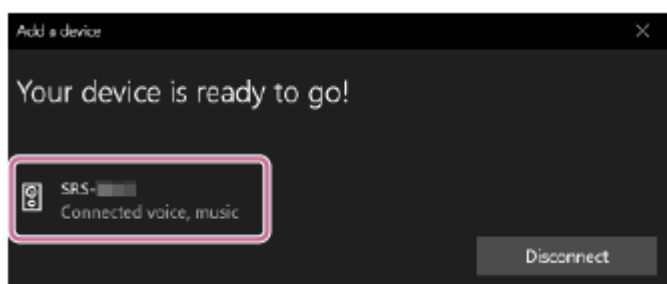 Add a device
Your device is ready to go!
SRS-
Connected voice, music
Disconnect